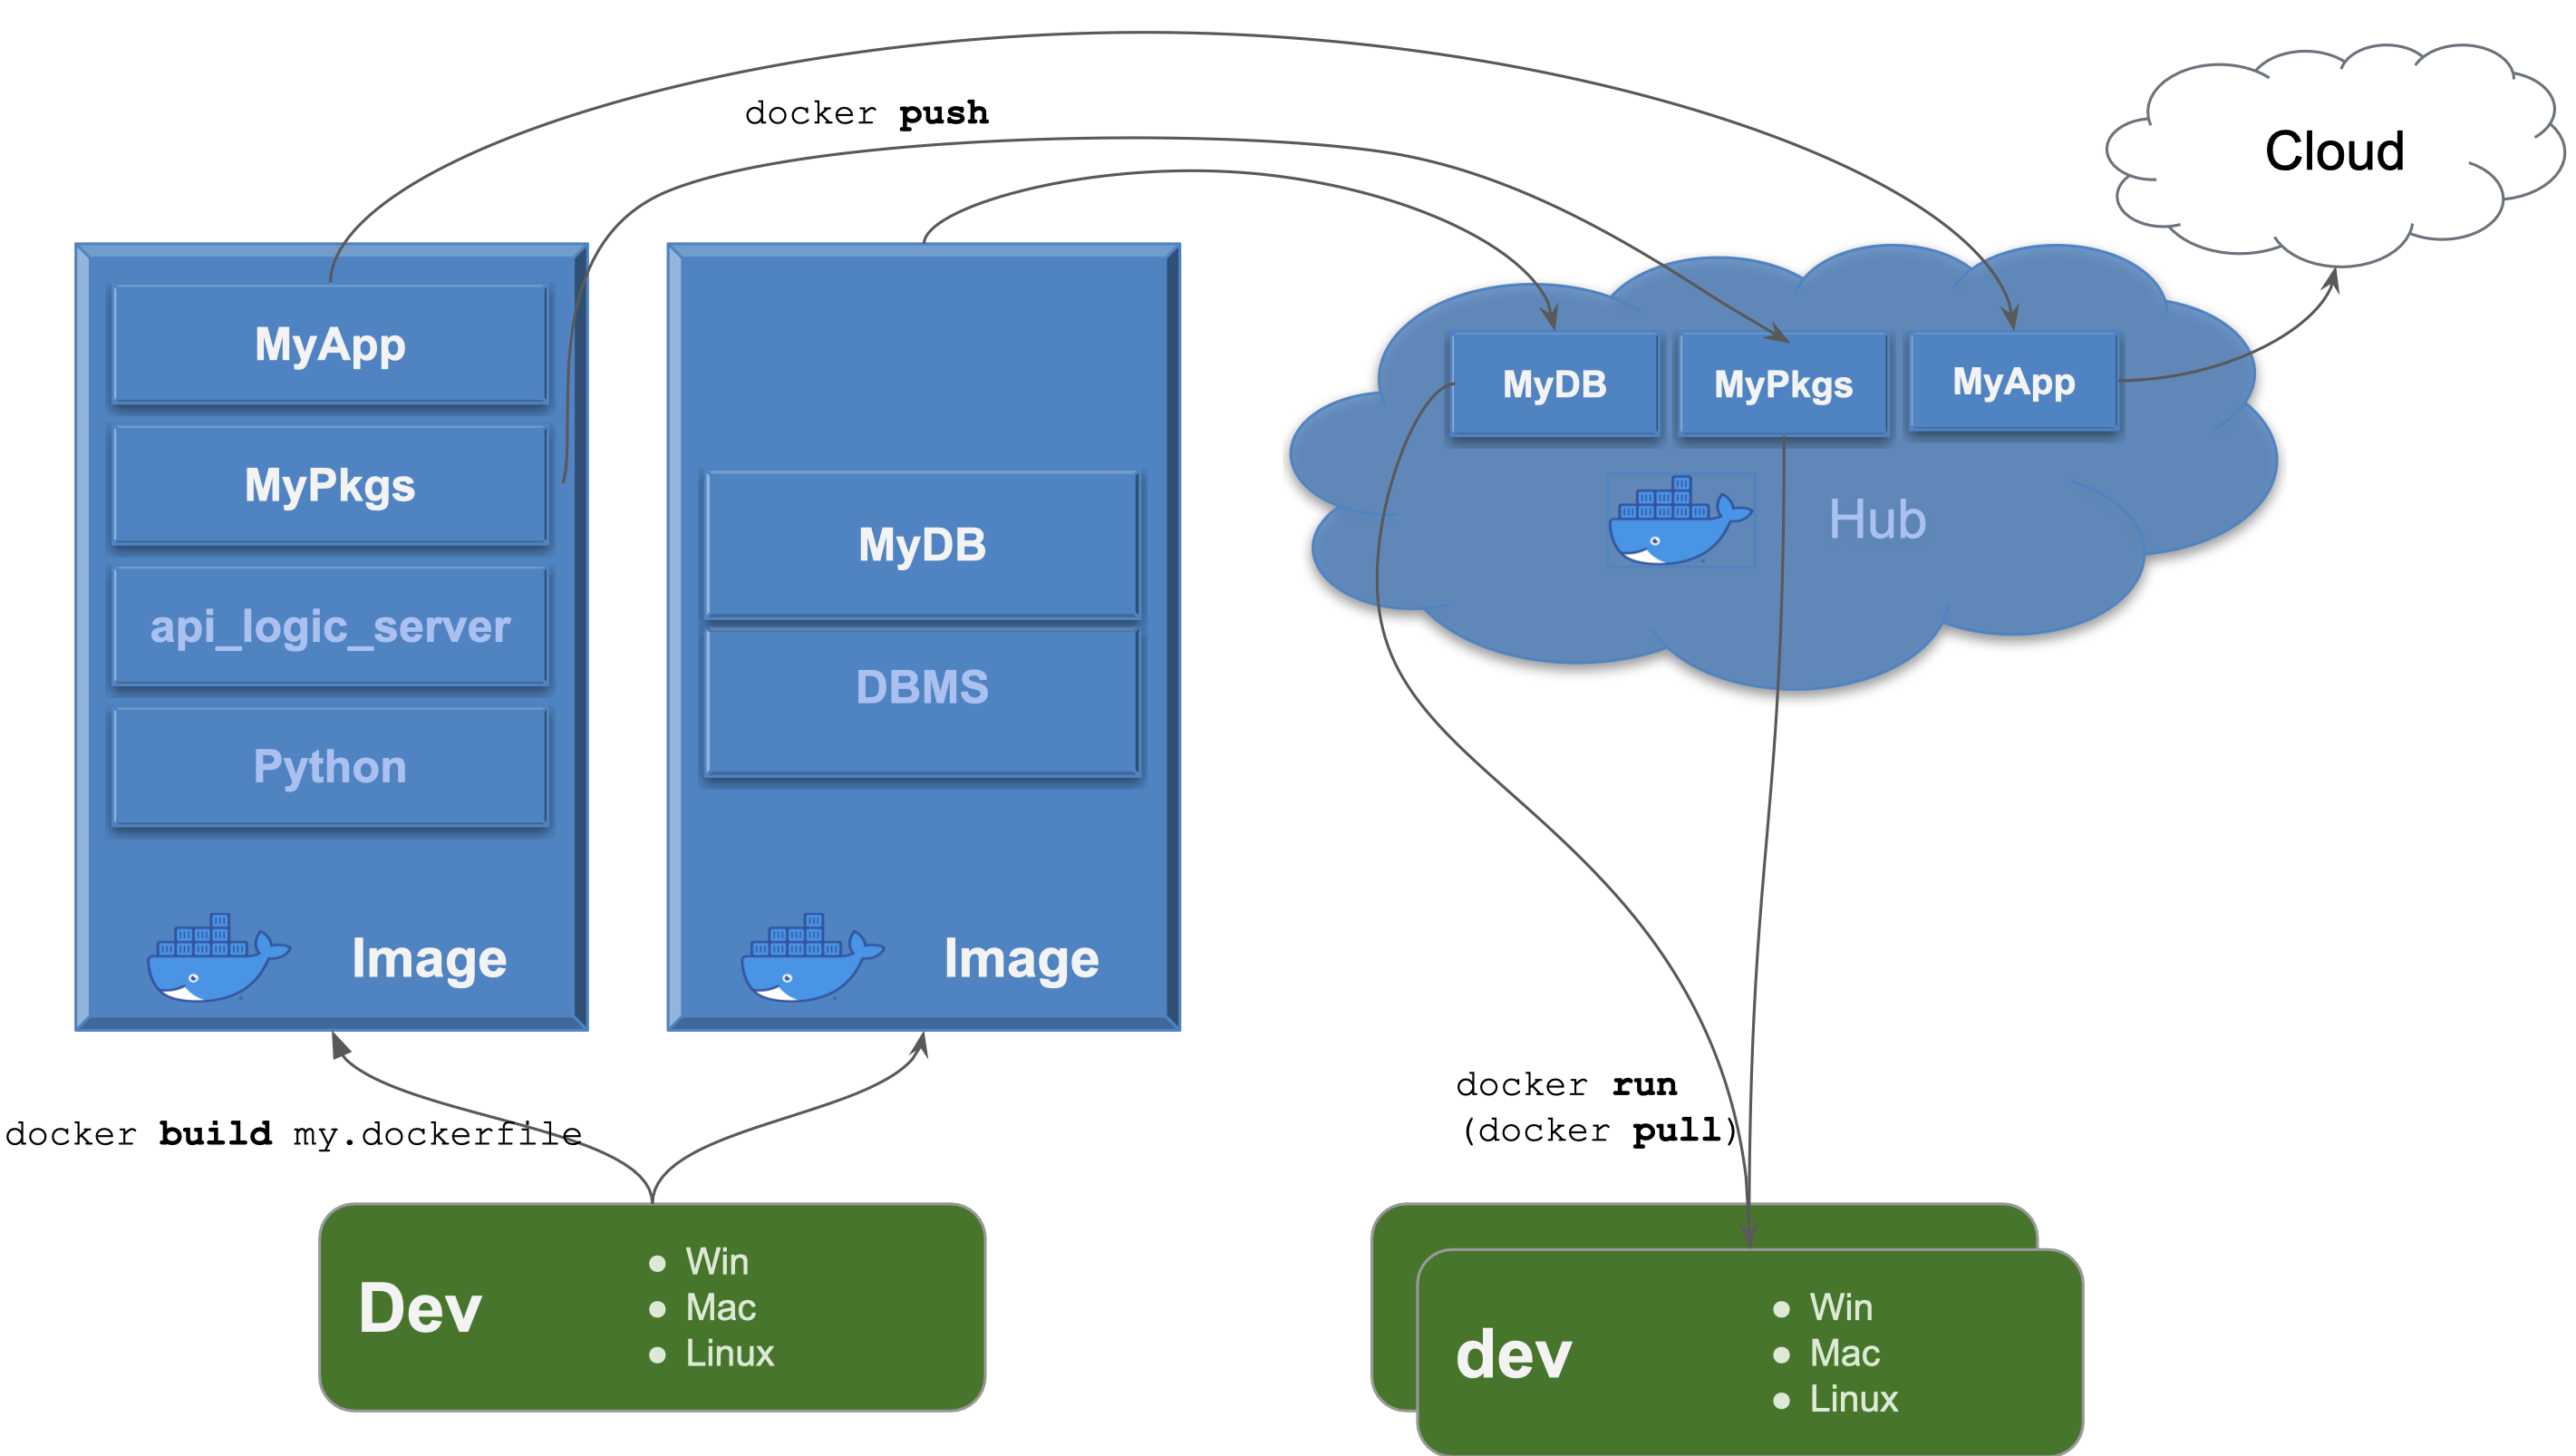 docker push
Cloud
MyApp
MyPkgs
api_logic_server
Python
Image
MyDB
DBMS
Image
MyDB
MyPkgs
MyApp
Hub
docker build my.dockerfile
docker run
(docker pull)
Dev
● Win
● Mac
● Linux
dev
● Win
● Mac
● Linux